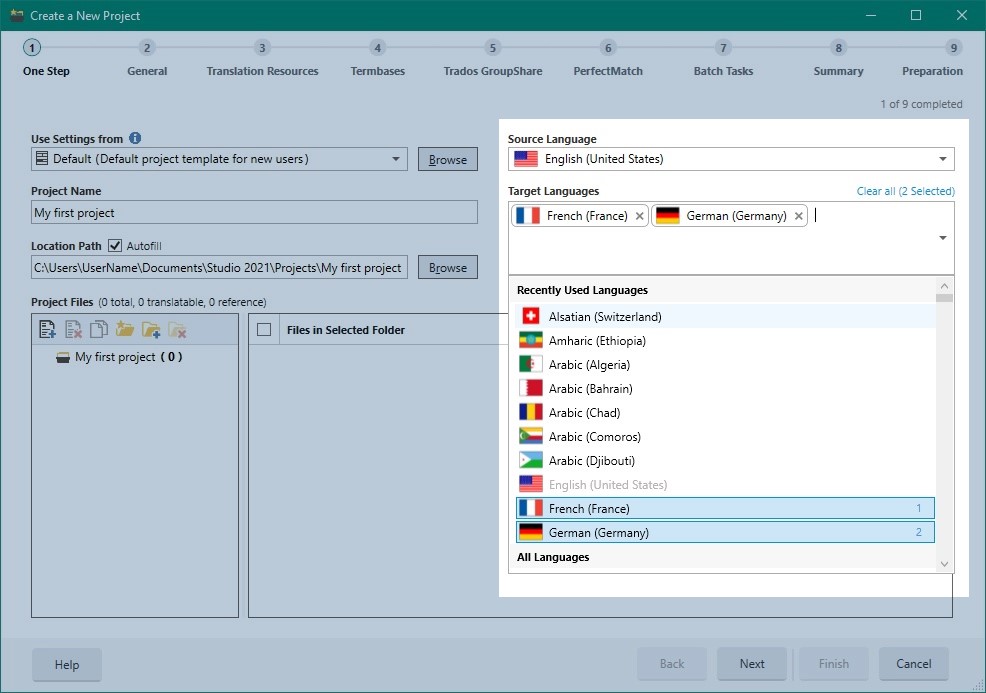 Create a New Project
1 2 3 4 5 6 7 8 9
One Step General Translation Resources Termbases Trados GroupShare PerfectMatch Batch Tasks Summary Preparation
1 of 9 completed
Use Settings from
Default (Default project template for new users)
Browse
Project Name
My first project
Location Path Autofill
C:\Users\UserName\Documents\Studio 2021\Projects\My first project
Browse
Project Files (0 total, 0 translatable, 0 reference)
My first project ( 0 )
Files in Selected Folder
Source Language
English (United States)
Target Languages Clear all (2 Selected)
French (France) German (Germany)
Recently Used Languages
Alsatian (Switzerland)
Amharic (Ethiopia)
Arabic (Algeria)
Arabic (Bahrain)
Arabic (Chad)
Arabic (Comoros)
Arabic (Djibouti)
English (United States)
French (France) 1
German (Germany) 2
All Languages
Help Back Next Finish Cancel